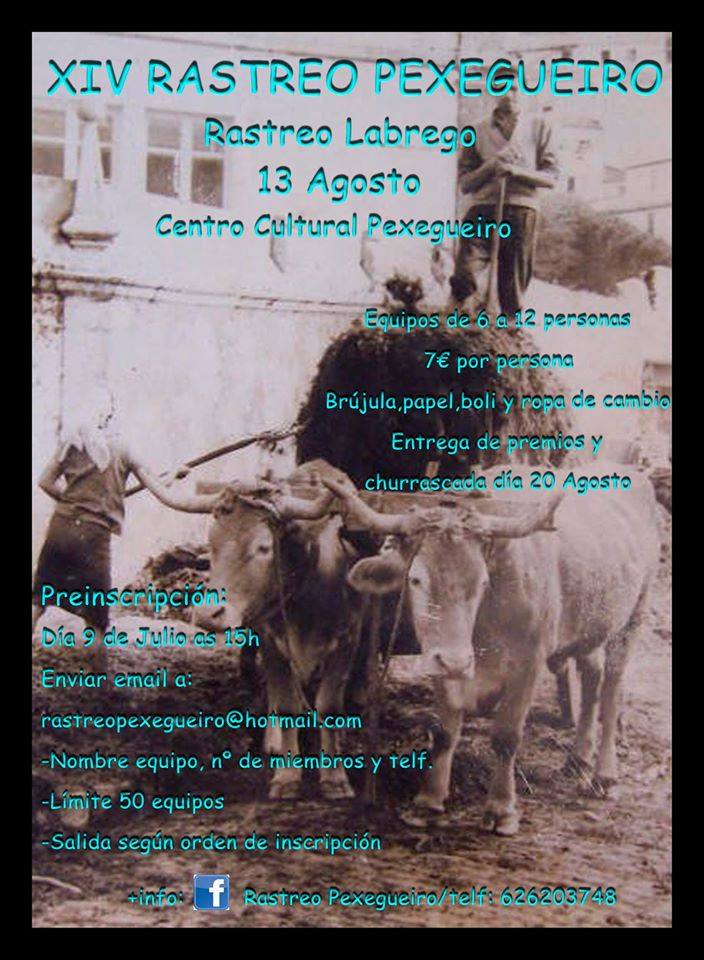 XIV RASTREO PEXEGUEIRO
Rastreo Labrego
13 Agosto
Centro Cultural Pexegueiro
Equipos de 6 a 12 personas
7€ por persona
Brújula,papel,boli y ropa de cambio
Entrega de premios y
churrascada día 20 Agosto
Preinscripción:
Día 9 de Julio as 15h
Enviar email a:
rastreopexegueiro@hotmail.com
-Nombre equipo, nº de miembros y telf.
-Límite 50 equipos
-Salida según orden de inscripción
+info: f Rastreo Pexegueiro/telf: 626203748